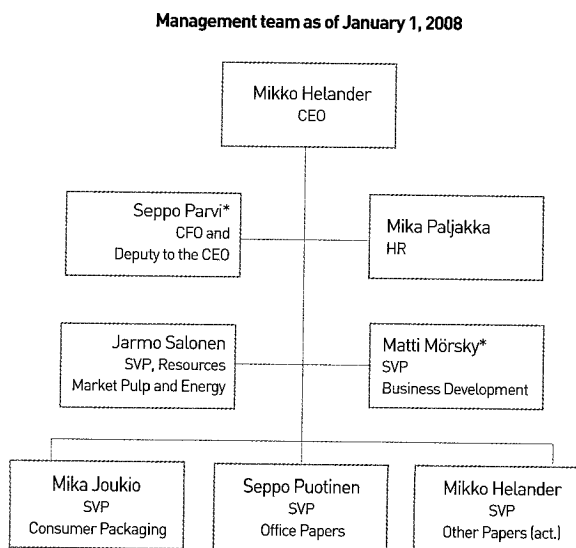 Management team as of January 1, 2008
Mikko Helander
CEO
Seppo Parvi*
CFO and
Deputy to the CEO
Mika Paljakka
HR
Jarmo Salonen
SVP, Resources
Market Pulp and Energy
Matti Mörsky*
SVP
Business Development
Mika Joukio
SVP
Consumer Packaging
Seppo Puotinen
SVP
Office Papers
Mikko Helander
SVP
Other Papers (act.)